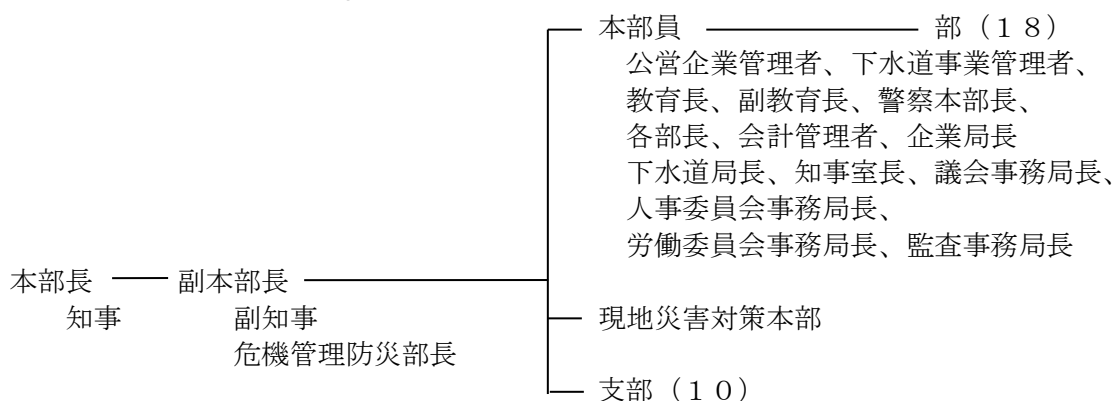 本部員 部（１８）
公営企業管理者、下水道事業管理者、
教育長、副教育長、警察本部長、
各部長、会計管理者、企業局長
下水道局長、知事室長、議会事務局長、
人事委員会事務局長、
労働委員会事務局長、監査事務局長
本部長 副本部長
知事 副知事
危機管理防災部長
現地災害対策本部
支部（１０）